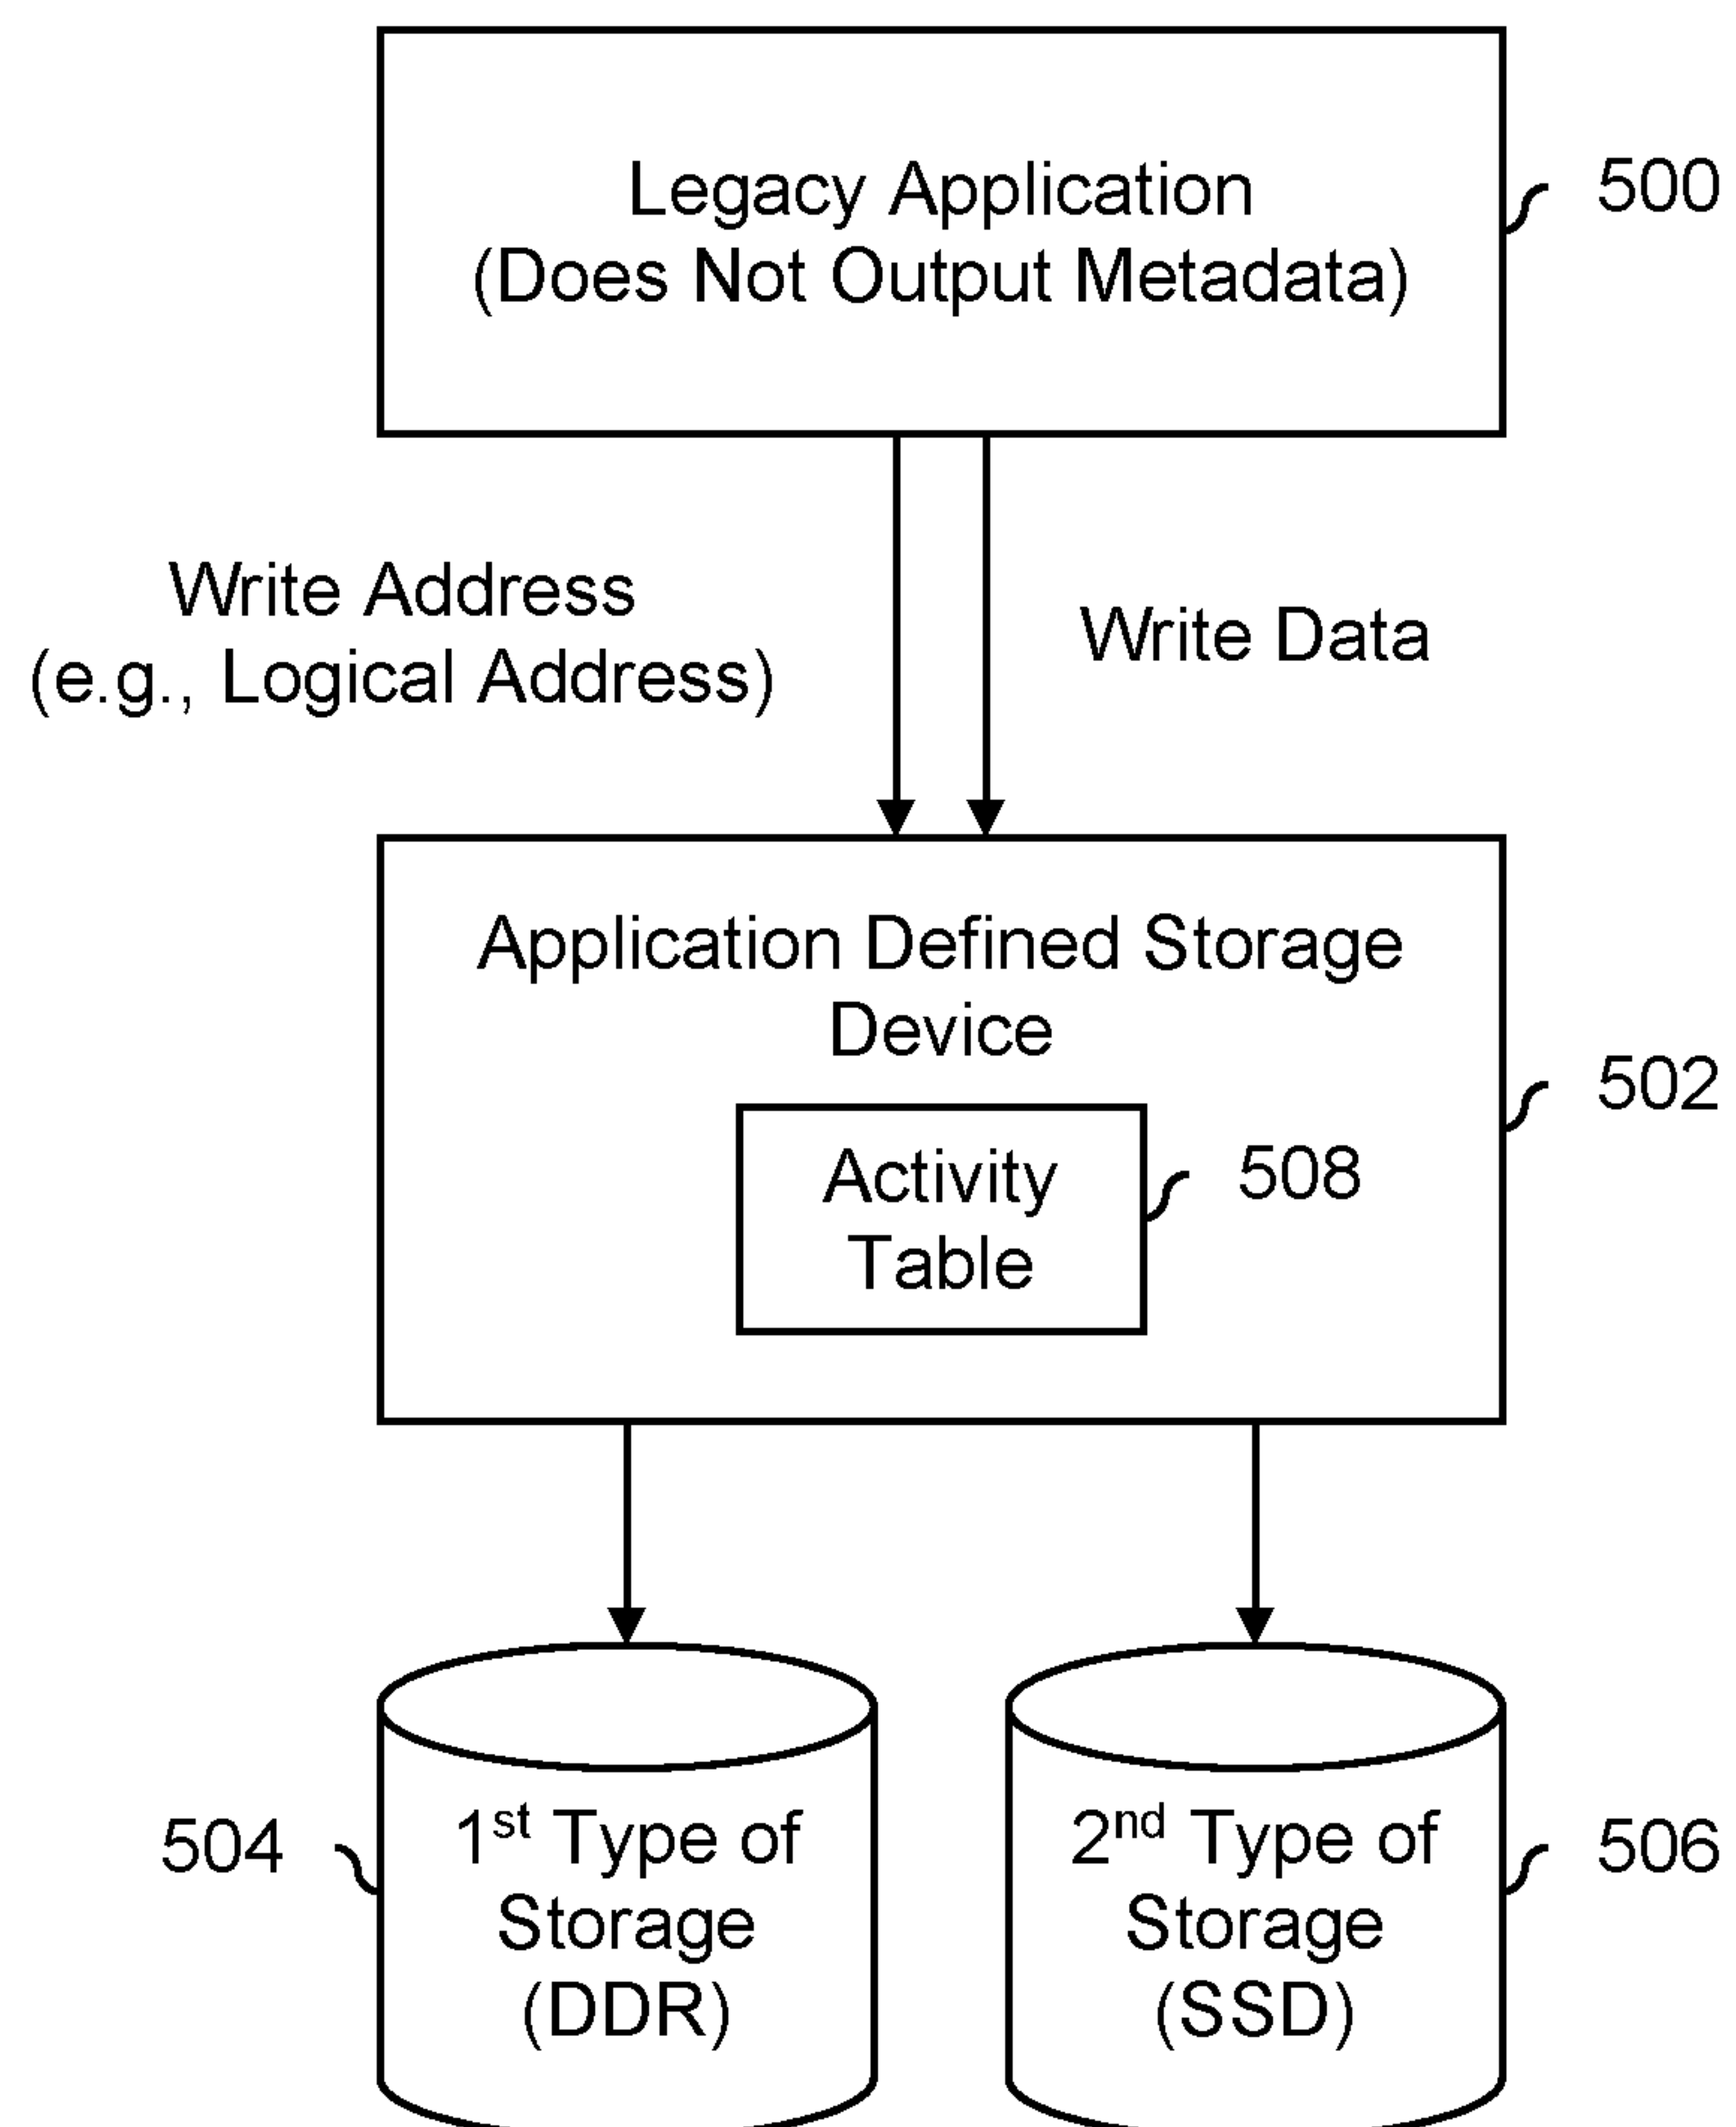 Legacy Application
(Does Not Output Metadata)
500
Write Address
(e.g., Logical Address)
Write Data
Application Defined Storage
Device
502
Activity
Table
508
504
1st Type of
Storage
(DDR)
2nd Type of
Storage
(SSD)
506